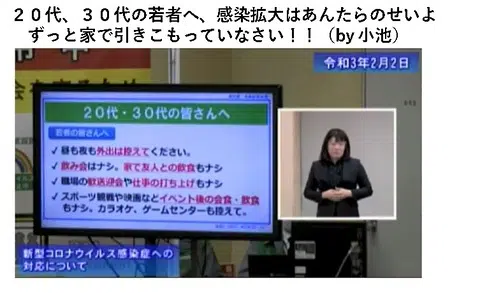 ２０代、３０代の若者へ、感染拡大はあんたらのせいよ
ずっと家で引きこもっていなさい！！（by 小池）
令和3年2月2日
２０代・３０代の皆さんへ
若者の皆さんへ
✓ 昼も夜も外出は控えてください。
✓ 飲み会はナシ。家で友人との飲食もナシ
✓ 職場の歓送迎会や仕事の打ち上げもナシ
✓ スポーツ観戦や映画などイベント後の会食・飲食
もナシ。カラオケ、ゲームセンターも控えて。
新型コロナウイルス感染症への
対応について